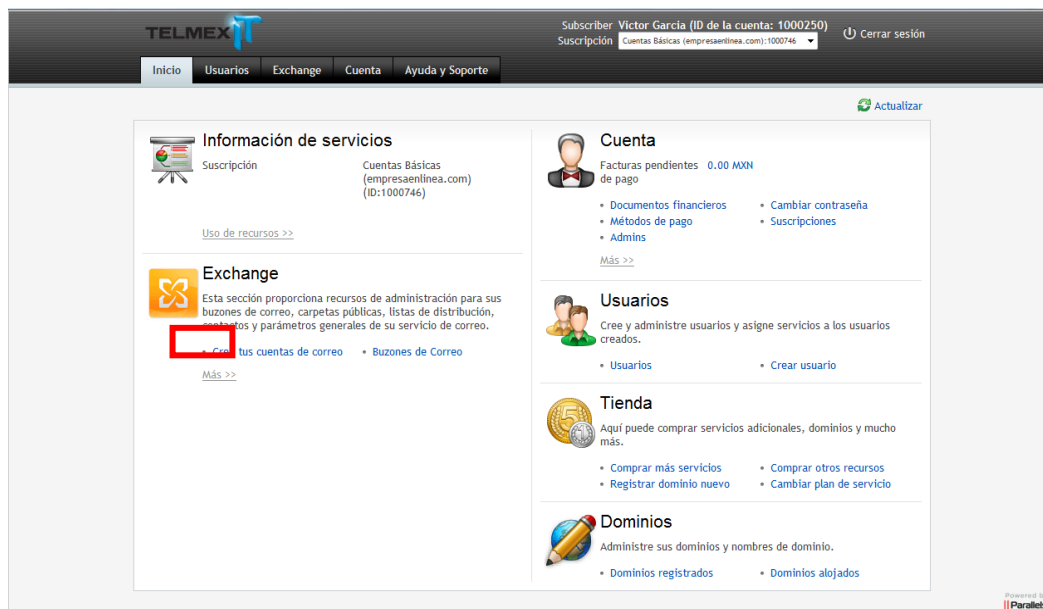 TELMEX IT
Subscriber Victor Garcia (ID de la cuenta: 1000250)
Suscripción Cuentas Básicas (empresaenlinea.com):1000746
Cerrar sesión
Inicio Usuarios Exchange Cuenta Ayuda y Soporte
Actualizar
Información de servicios
Suscripción Cuentas Básicas
(empresaenlinea.com)
(ID:1000746)
Uso de recursos >>
Exchange
Esta sección proporciona recursos de administración para sus
buzones de correo, carpetas públicas, listas de distribución,
contactos y parámetros generales de su servicio de correo.
tus cuentas de correo • Buzones de Correo
Más >>
Cuenta
Facturas pendientes 0.00 MXN
de pago
• Documentos financieros • Cambiar contraseña
• Métodos de pago • Suscripciones
• Admins
Más >>
Usuarios
Cree y administre usuarios y asigne servicios a los usuarios
creados.
• Usuarios • Crear usuario
Tienda
Aquí puede comprar servicios adicionales, dominios y mucho
más.
• Comprar más servicios • Comprar otros recursos
• Registrar dominio nuevo • Cambiar plan de servicio
Dominios
Administre sus dominios y nombres de dominio.
• Dominios registrados • Dominios alojados
Powered by
Parallels